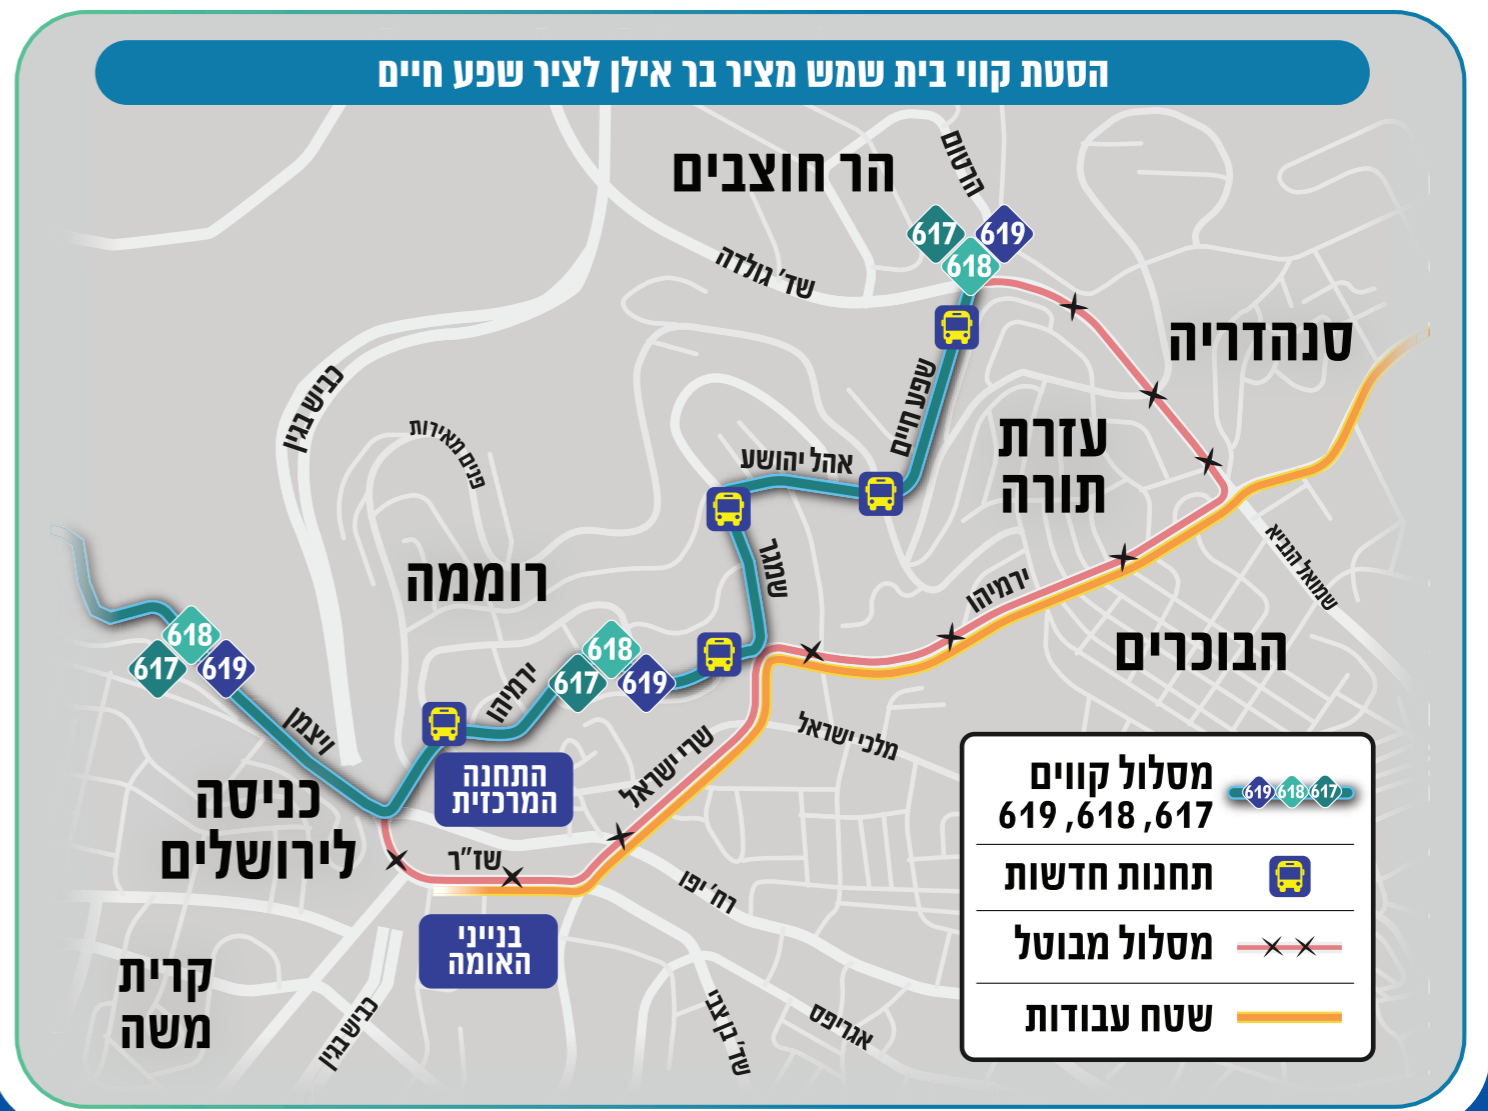 הסטת קווי בית שמש מציר בר אילן לציר שפע חיים
הר חוצבים
הרטום
617
619
618
שד' גולדה
סנהדריה
כביש בגין
שפע חיים
פנים מאירות
עזרת
תורה
אהל יהושע
שמואל הנביא
שמגר
רוממה
ירמיהו
הבוכרים
618
617
619
618
617
619
ירמיהו
ויצמן
שרי ישראל
מלכי ישראל
התחנה
המרכזית
כניסה
לירושלים
שז"ר
רח' יפו
בנייני
האומה
קרית
משה
כביש בגין
שד' בן צבי
אגריפס
מסלול קווים
617, 618, 619
619
618
617
תחנות חדשות
מסלול מבוטל
שטח עבודות